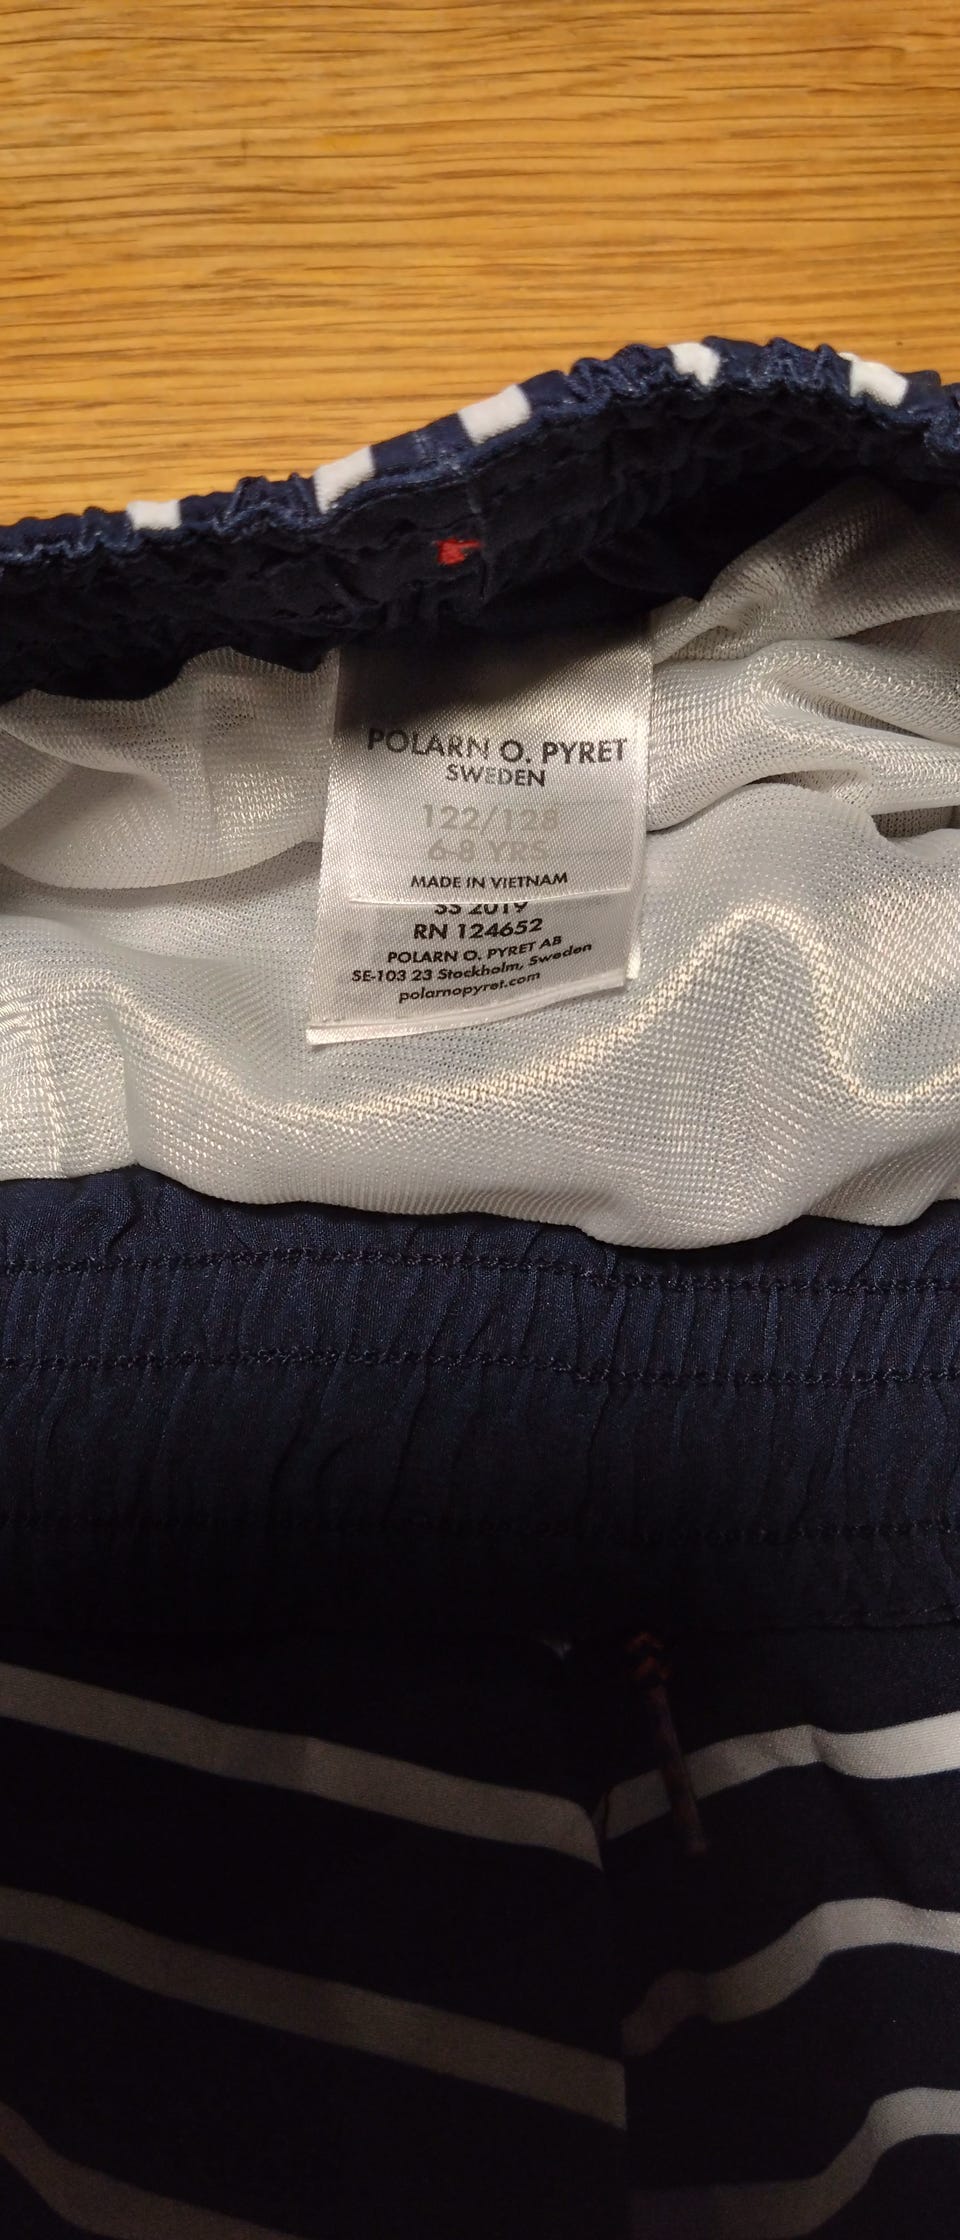 POLARN O. PYRET
SWEDEN
122/128
6-8 YRS
MADE IN VIETNAM
SS 2019
RN 124652
POLARN O. PYRET AB
SE-103 23 Stockholm, Sweden
polarnopyret.com